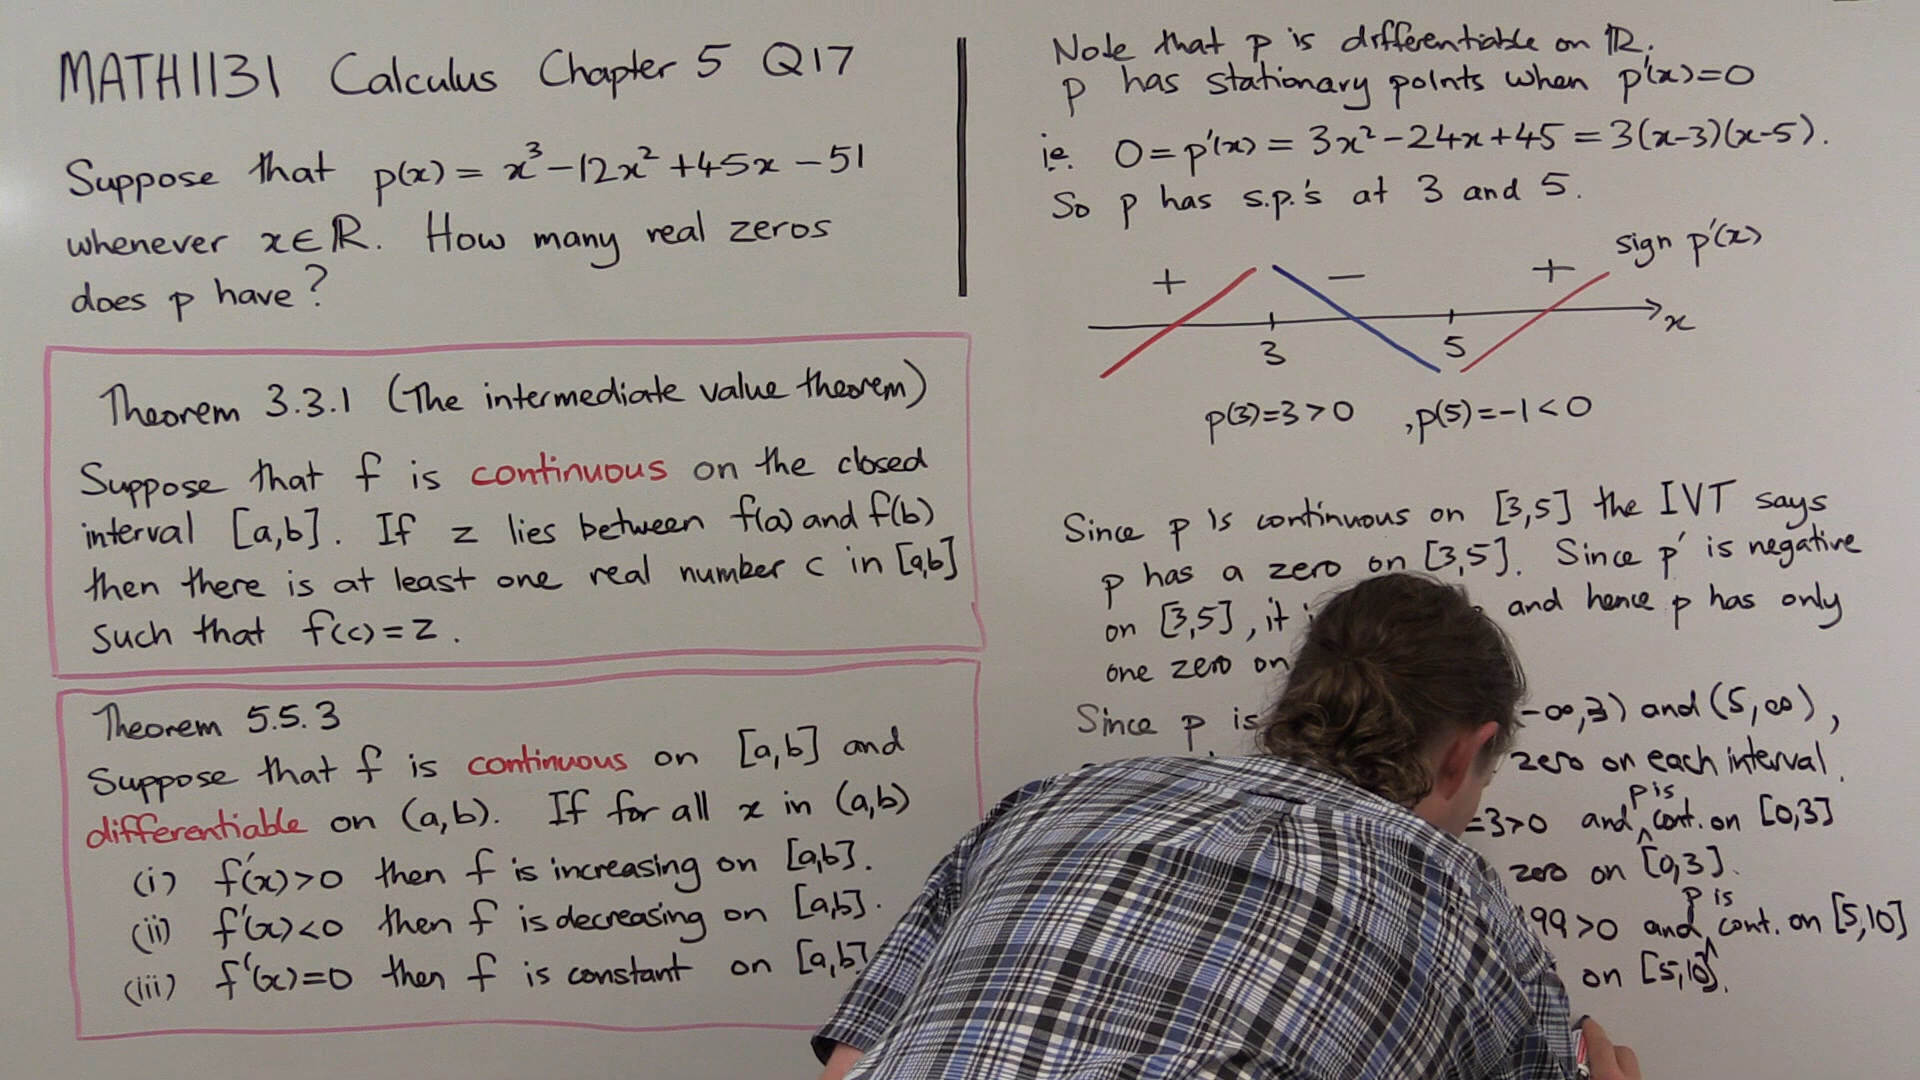 MATH1131 Calculus Chapter 5 Q17
Suppose that p(x) = x³ - 12x² + 45x - 51
whenever x∈ℝ. How many real zeros
does p have?
Theorem 3.3.1 (The intermediate value theorem)
Suppose that f is continuous on the closed
interval [a,b]. If z lies between f(a) and f(b)
then there is at least one real number c in [a,b]
such that f(c)=z.
Theorem 5.5.3
Suppose that f is continuous on [a,b] and
differentiable on (a,b). If for all x in (a,b)
(i) f'(x)>0 then f is increasing on [a,b].
(ii) f'(x)<0 then f is decreasing on [a,b].
(iii) f'(x)=0 then f is constant on [a,b]
Note that p is differentiable on ℝ.
p has stationary points when p'(x)=0
ie. 0=p'(x) = 3x²-24x+45 = 3(x-3)(x-5).
So p has s.p.'s at 3 and 5.
sign p'(x)
+ − +
3 5 x
p(3)=3>0 , p(5)=-1<0
Since p is continuous on [3,5] the IVT says
p has a zero on [3,5]. Since p' is negative
on [3,5], it and hence p has only
one zero on
Since p is -∞,3) and (5,∞),
zero on each interval.
=3>0 and p is cont. on [0,3]
zero on [0,3].
199>0 and p is cont. on [5,10]
on [5,10].